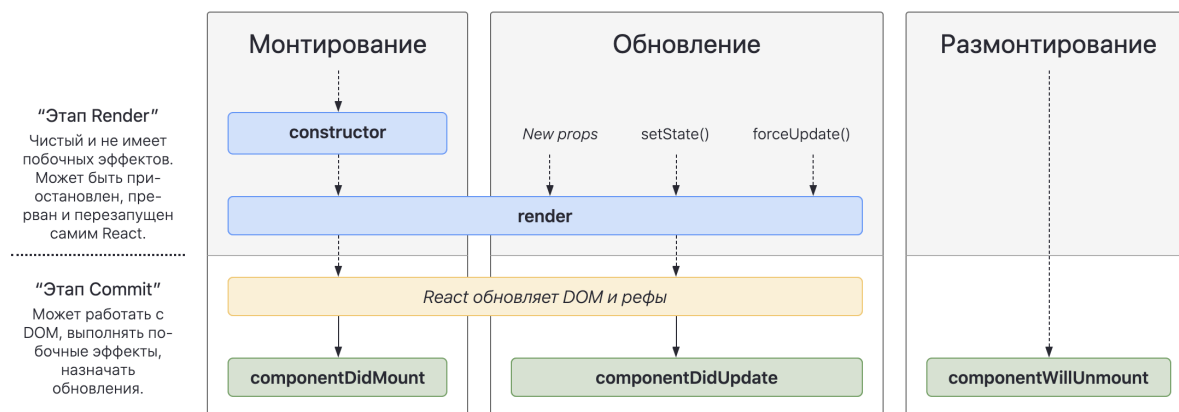 Монтирование
Обновление
Размонтирование
“Этап Render”
Чистый и не имеет
побочных эффектов.
Может быть при-
остановлен, пре-
рван и перезапущен
самим React.
constructor
New props
setState()
forceUpdate()
render
“Этап Commit”
Может работать с
DOM, выполнять по-
бочные эффекты,
назначать
обновления.
React обновляет DOM и рефы
componentDidMount
componentDidUpdate
componentWillUnmount